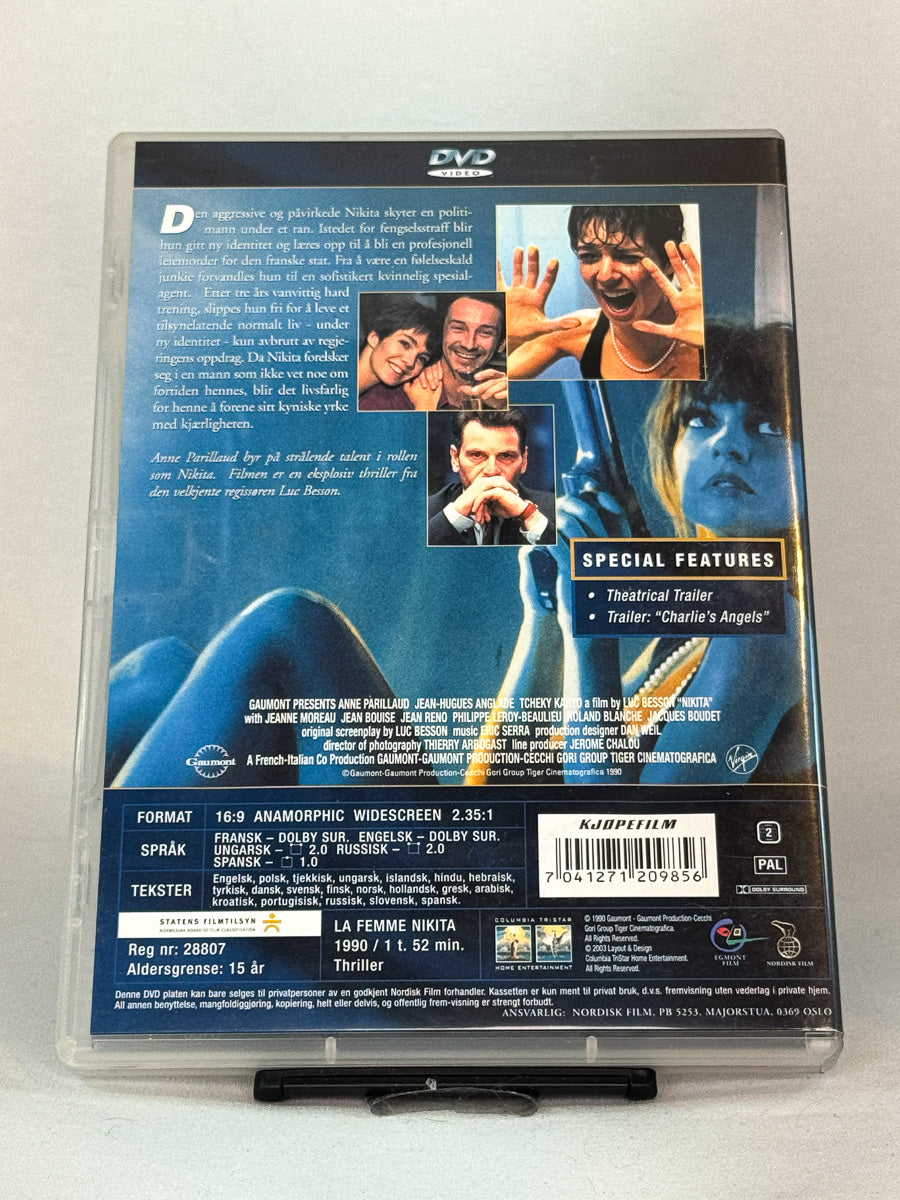 DVD
VIDEO
Den aggressive og påvirkede Nikita skyter en politi-
mann under et ran. Istedet for fengselsstraff blir
hun gitt ny identitet og læres opp til å bli en profesjonell
leiemorder for den franske stat. Fra å være en følelseskald
junkie forvandles hun til en sofistikert kvinnelig spesial-
agent. Etter tre års vanvittig hard
trening, slippes hun fri for å leve et
tilsynelatende normalt liv - under
ny identitet - kun avbrutt av regje-
ringens oppdrag. Da Nikita forelsker
seg i en mann som ikke vet noe om
fortiden hennes, blir det livsfarlig
for henne å forene sitt kyniske yrke
med kjærligheten.
Anne Parillaud byr på strålende talent i rollen
som Nikita. Filmen er en eksplosiv thriller fra
den velkjente regissøren Luc Besson.
SPECIAL FEATURES
• Theatrical Trailer
• Trailer: "Charlie's Angels"
GAUMONT PRESENTS ANNE PARILLAUD JEAN-HUGUES ANGLADE TCHEKY KARYO a film by LUC BESSON "NIKITA"
with JEANNE MOREAU JEAN BOUISE JEAN RENO PHILIPPE LEROY-BEAULIEU ROLAND BLANCHE JACQUES BOUDET
original screenplay by LUC BESSON music ERIC SERRA production designer DAN WEIL
director of photography THIERRY ARBOGAST line producer JEROME CHALOU
A French-Italian Co Production GAUMONT-GAUMONT PRODUCTION-CECCHI GORI GROUP TIGER CINEMATOGRAFICA
©Gaumont-Gaumont Production-Cecchi Gori Group Tiger Cinematografica 1990
Gaumont
Virgin
FORMAT 16:9 ANAMORPHIC WIDESCREEN 2.35:1
SPRÅK FRANSK – DOLBY SUR. ENGELSK – DOLBY SUR.
UNGARSK – 2.0 RUSSISK – 2.0
SPANSK – 1.0
TEKSTER Engelsk, polsk, tjekkisk, ungarsk, islandsk, hindu, hebraisk,
tyrkisk, dansk, svensk, finsk, norsk, hollandsk, gresk, arabisk,
kroatisk, portugisisk, russisk, slovensk, spansk.
KJØPEFILM
7 041271 209856
2
PAL
DOLBY SURROUND
STATENS FILMTILSYN
NORWEGIAN BOARD OF FILM CLASSIFICATION
Reg nr: 28807
Aldersgrense: 15 år
LA FEMME NIKITA
1990 / 1 t. 52 min.
Thriller
COLUMBIA TRISTAR
HOME ENTERTAINMENT
© 1990 Gaumont - Gaumont Production-Cecchi
Gori Group Tiger Cinematografica.
All Rights Reserved.
© 2003 Layout & Design
Columbia TriStar Home Entertainment.
All Rights Reserved.
EGMONT
FILM
NORDISK FILM
Denne DVD platen kan bare selges til privatpersoner av en godkjent Nordisk Film forhandler. Kassetten er kun ment til privat bruk, d.v.s. fremvisning uten vederlag i private hjem.
All annen benyttelse, mangfoldiggjøring, kopiering, helt eller delvis, og offentlig frem-visning er strengt forbudt.
ANSVARLIG: NORDISK FILM, PB 5253, MAJORSTUA, 0369 OSLO